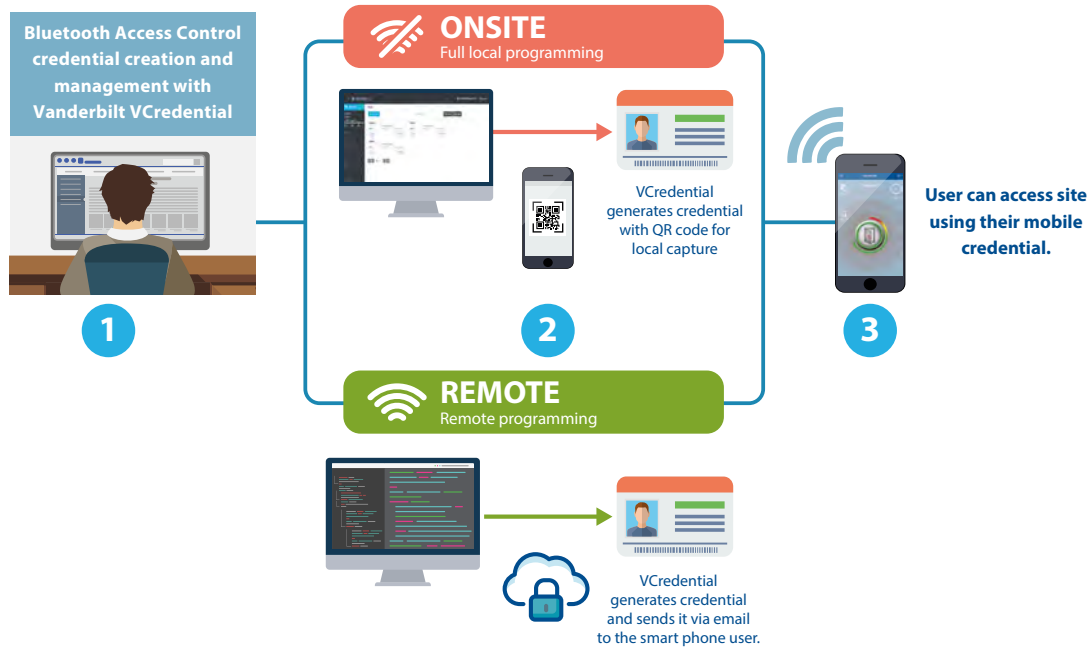 Bluetooth Access Control
credential creation and
management with
Vanderbilt VCredential
1
ONSITE
Full local programming
VCredential
generates credential
with QR code for
local capture
2
REMOTE
Remote programming
VCredential
generates credential
and sends it via email
to the smart phone user.
User can access site
using their mobile
credential.
3